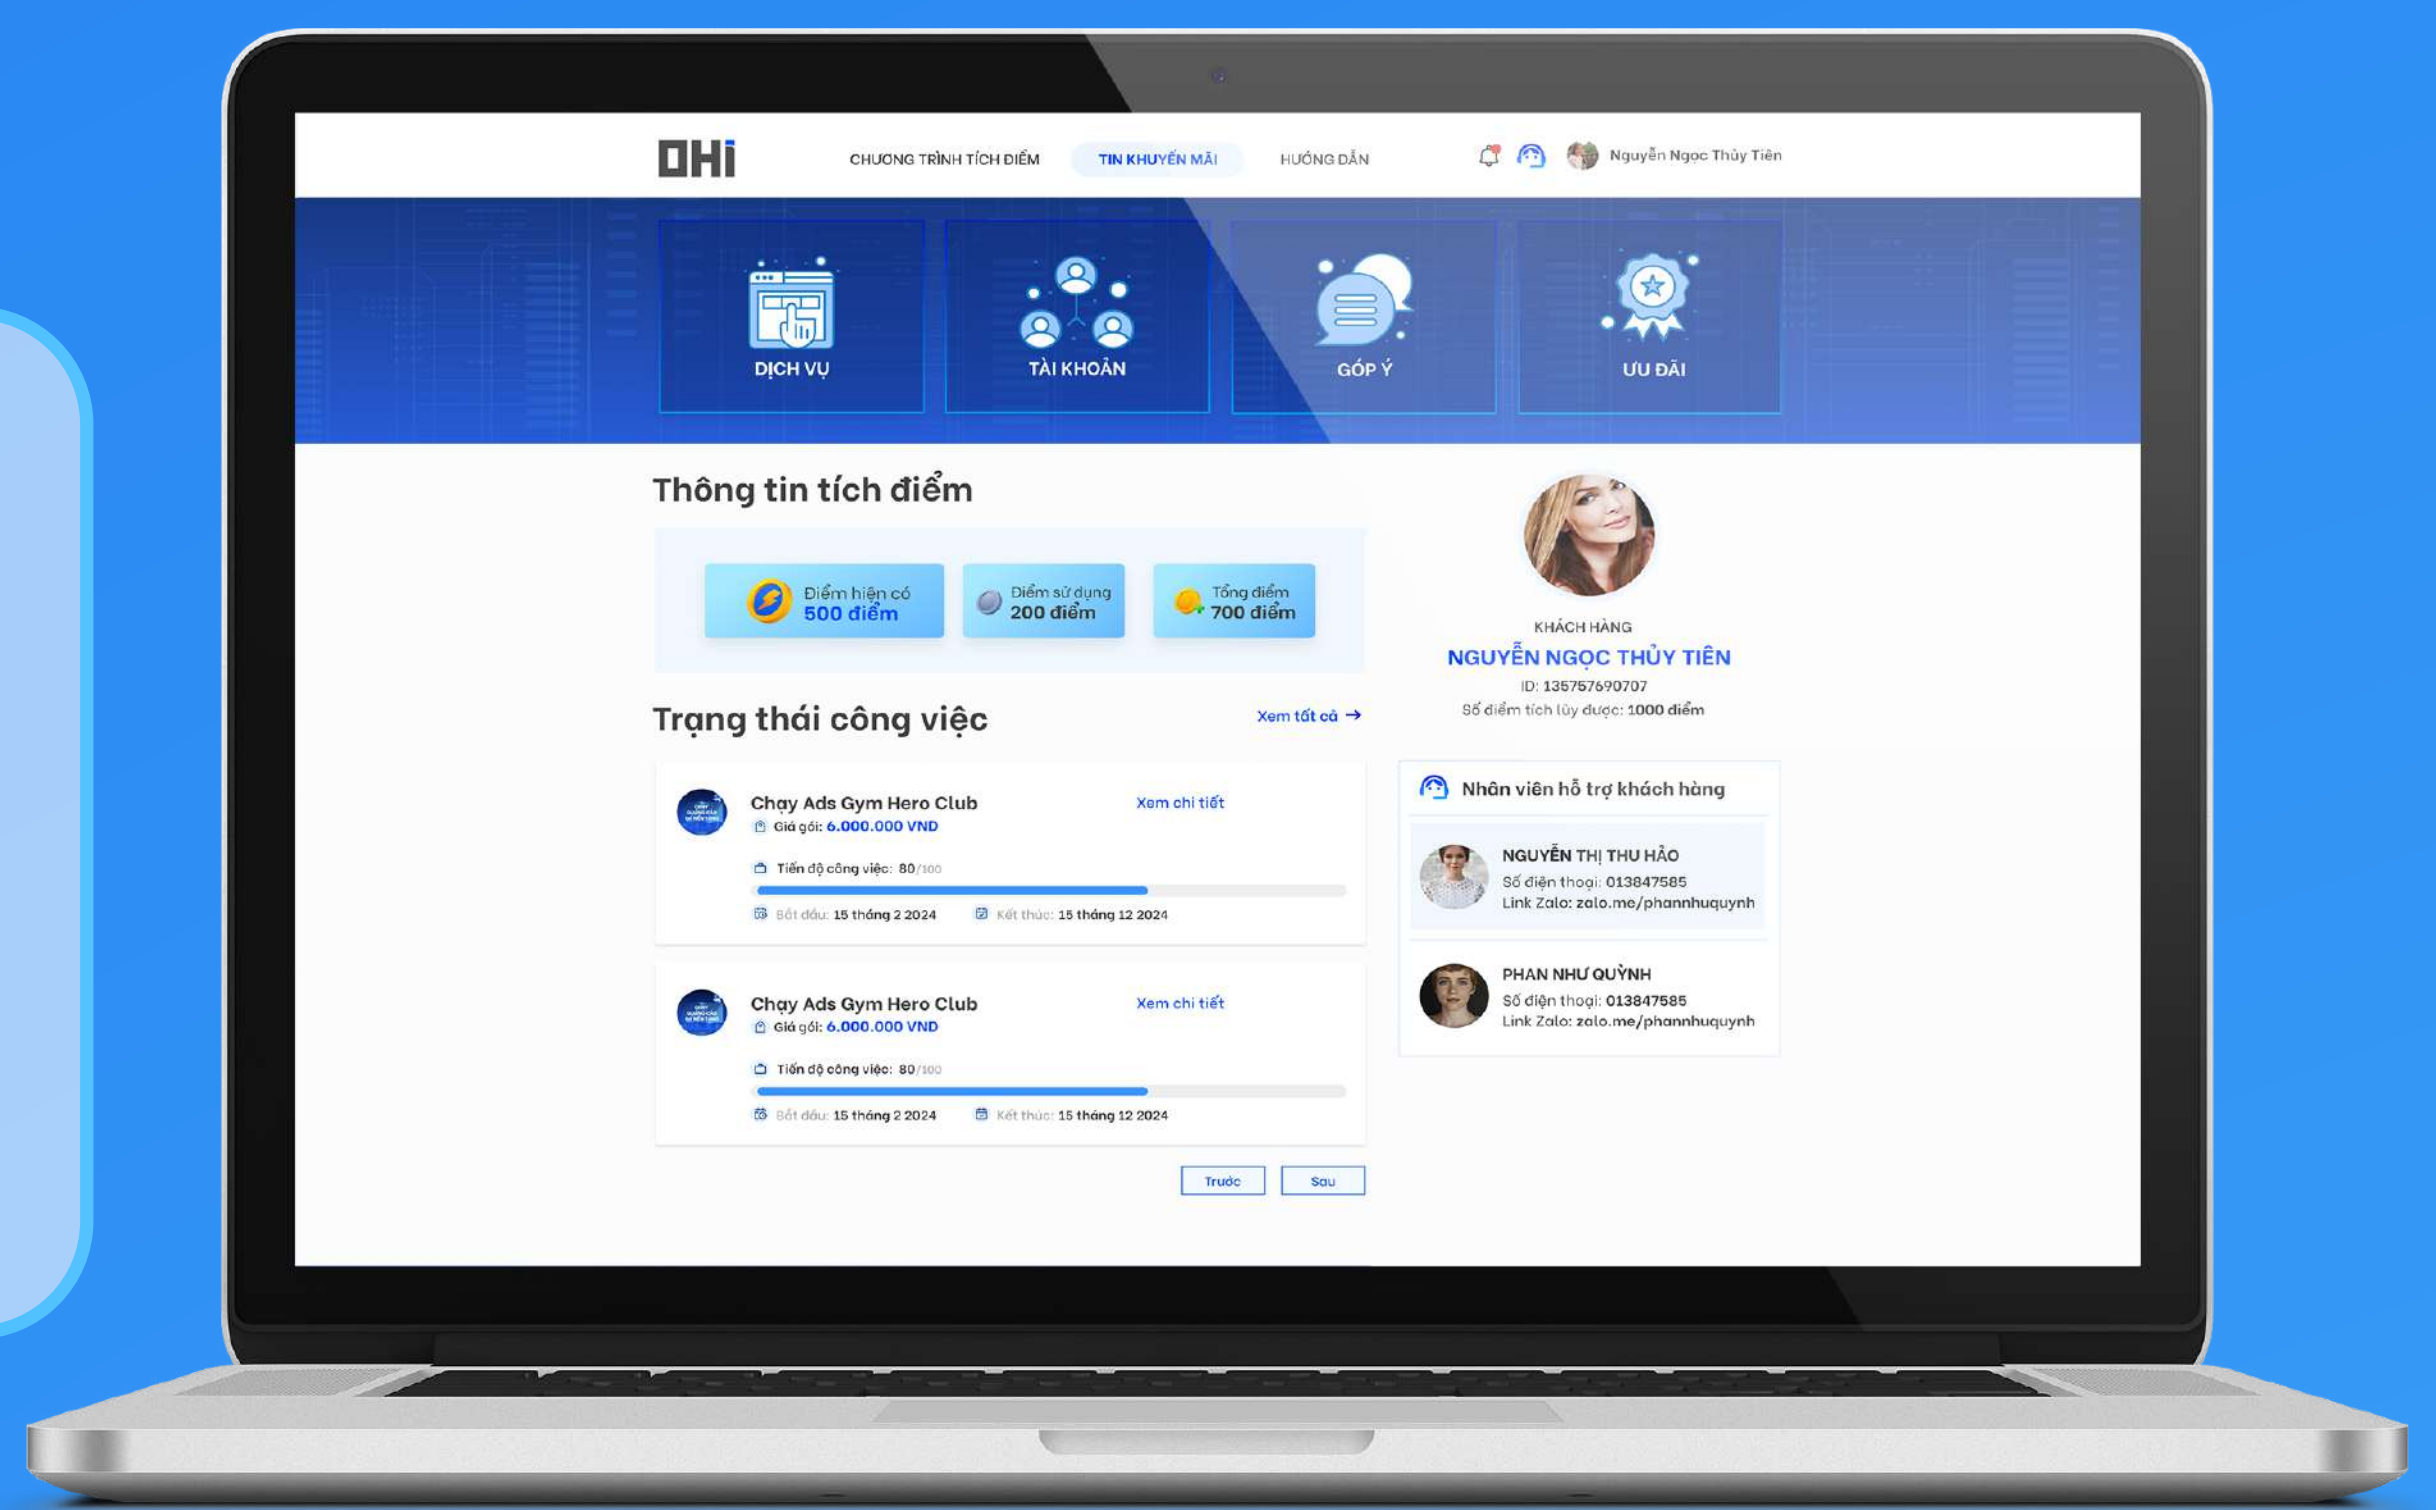 OHi
CHƯƠNG TRÌNH TÍCH ĐIỂM
TIN KHUYẾN MÃI
HƯỚNG DẪN
Nguyễn Ngọc Thủy Tiên
DỊCH VỤ
TÀI KHOẢN
GÓP Ý
ƯU ĐÃI
Thông tin tích điểm
Điểm hiện có
500 điểm
Điểm sử dụng
200 điểm
Tổng điểm
700 điểm
Trạng thái công việc
Xem tất cả →
Chạy Ads Gym Hero Club
Xem chi tiết
Giá gói: 6.000.000 VND
Tiến độ công việc: 80/100
Bắt đầu: 15 tháng 2 2024
Kết thúc: 15 tháng 12 2024
Chạy Ads Gym Hero Club
Xem chi tiết
Giá gói: 6.000.000 VND
Tiến độ công việc: 80/100
Bắt đầu: 15 tháng 2 2024
Kết thúc: 15 tháng 12 2024
Trước
Sau
KHÁCH HÀNG
NGUYỄN NGỌC THỦY TIÊN
ID: 135757690707
Số điểm tích lũy được: 1000 điểm
Nhân viên hỗ trợ khách hàng
NGUYỄN THỊ THU HẢO
Số điện thoại: 013847585
Link Zalo: zalo.me/phannhuquynh
PHAN NHƯ QUỲNH
Số điện thoại: 013847585
Link Zalo: zalo.me/phannhuquynh